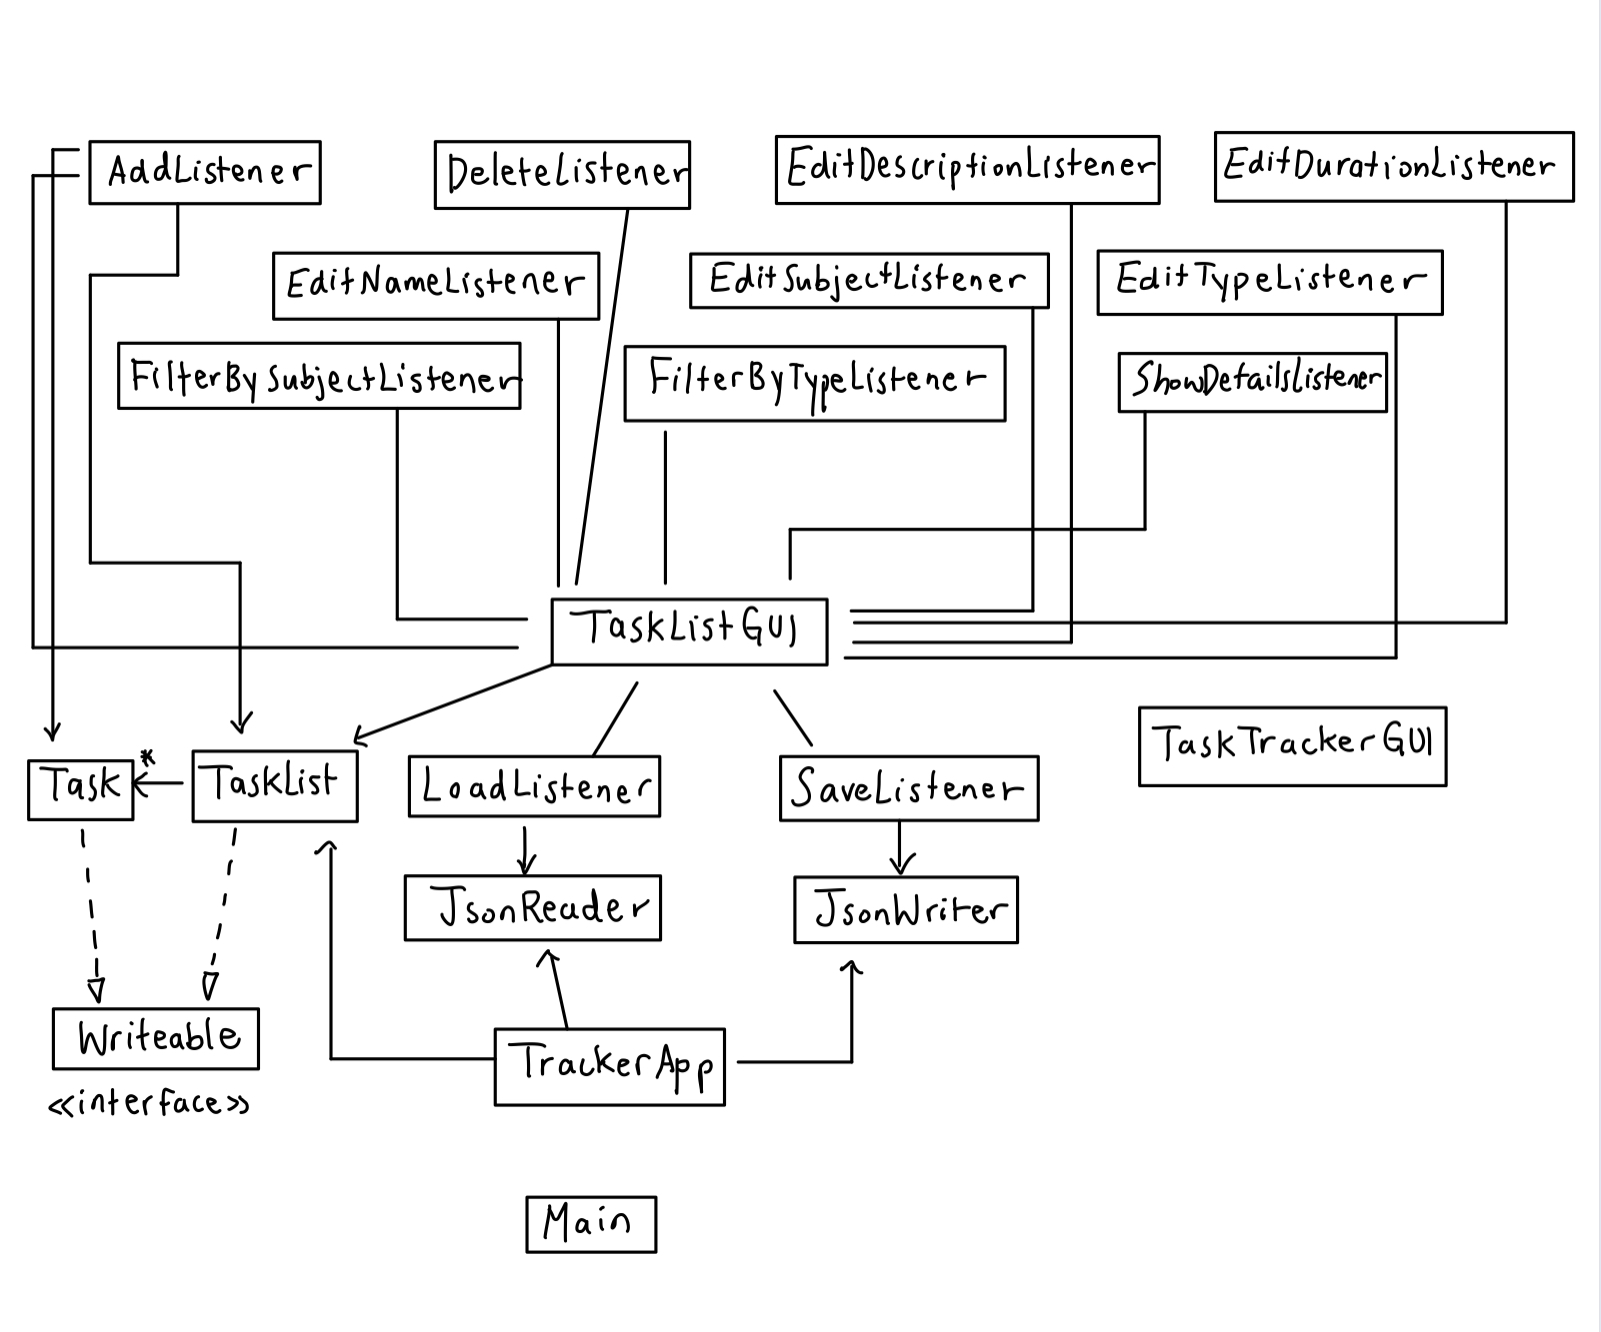 AddListener
DeleteListener
EditDescriptionListener
EditDurationListener
EditNameListener
EditSubjectListener
EditTypeListener
FilterBySubjectListener
FilterByTypeListener
ShowDetailsListener
TaskListGUI
TaskTrackerGUI
Task
*
TaskList
LoadListener
SaveListener
JsonReader
JsonWriter
Writeable
<<interface>>
TrackerApp
Main